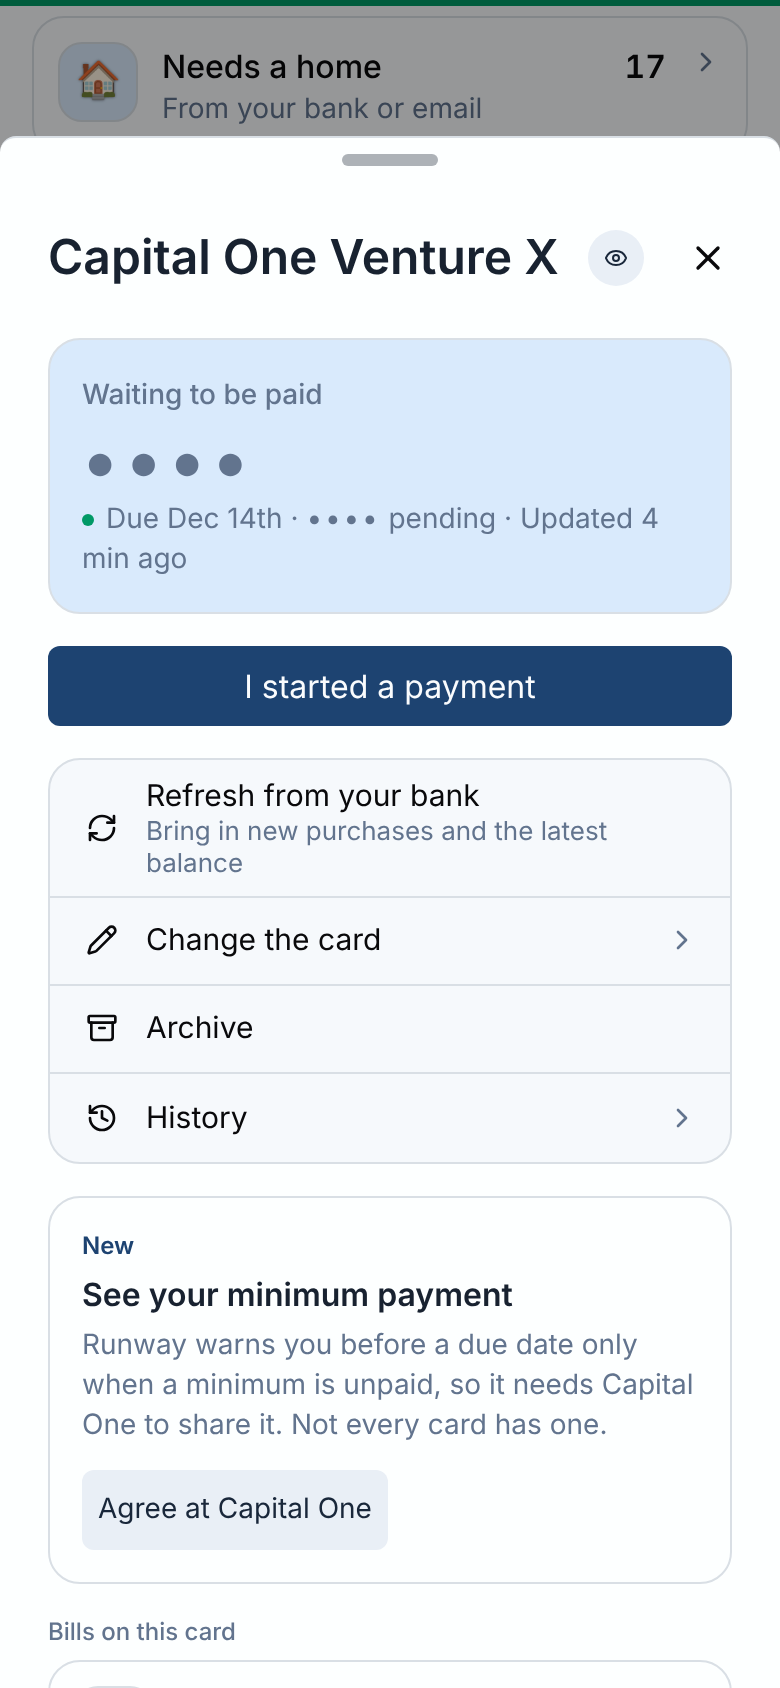 Needs a home
17
From your bank or email
Capital One Venture X
Waiting to be paid
••••
Due Dec 14th · •••• pending · Updated 4
min ago
I started a payment
Refresh from your bank
Bring in new purchases and the latest
balance
Change the card
Archive
History
New
See your minimum payment
Runway warns you before a due date only
when a minimum is unpaid, so it needs Capital
One to share it. Not every card has one.
Agree at Capital One
Bills on this card